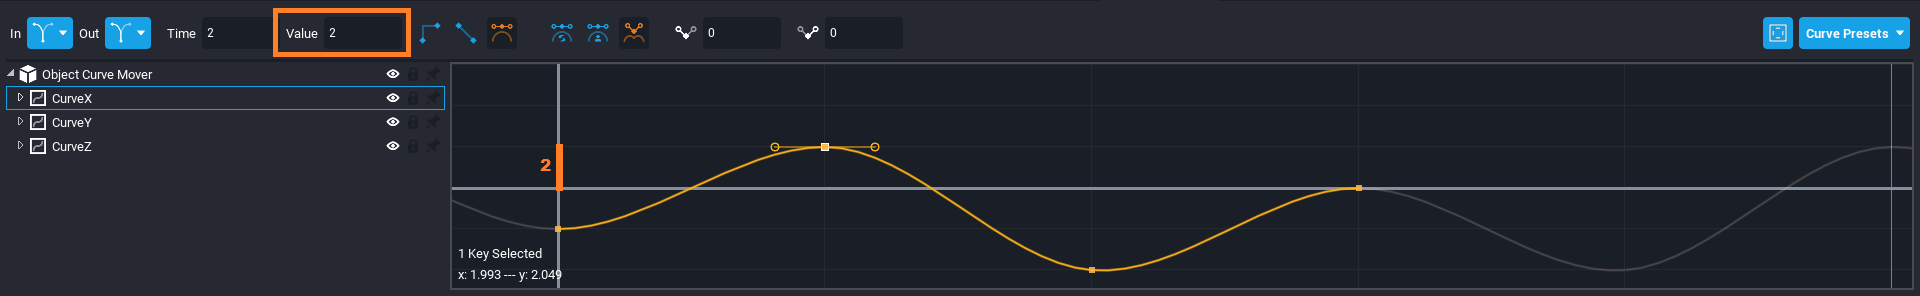 In Out Time 2 Value 2 0 0 Curve Presets
Object Curve Mover
CurveX
CurveY
CurveZ
2
1 Key Selected
x: 1.993 --- y: 2.049